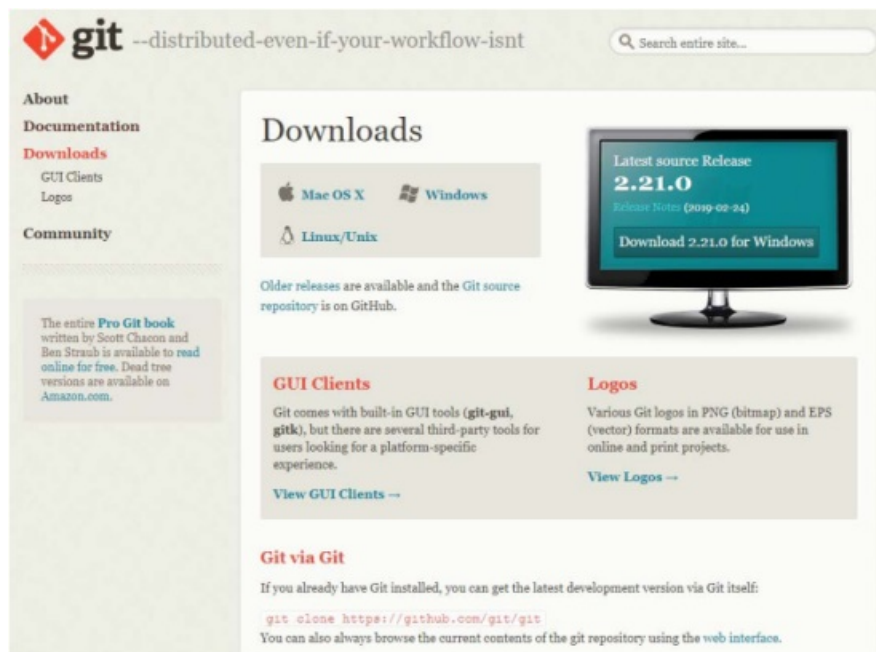 git --distributed-even-if-your-workflow-isnt
Search entire site...
About
Documentation
Downloads
GUI Clients
Logos
Community
The entire Pro Git book
written by Scott Chacon and
Ben Straub is available to read
online for free. Dead tree
versions are available on
Amazon.com.
Downloads
Mac OS X
Windows
Linux/Unix
Older releases are available and the Git source
repository is on GitHub.
Latest source Release
2.21.0
Release Notes (2019-02-24)
Download 2.21.0 for Windows
GUI Clients
Git comes with built-in GUI tools (git-gui,
gitk), but there are several third-party tools for
users looking for a platform-specific
experience.
View GUI Clients →
Logos
Various Git logos in PNG (bitmap) and EPS
(vector) formats are available for use in
online and print projects.
View Logos →
Git via Git
If you already have Git installed, you can get the latest development version via Git itself:
git clone https://github.com/git/git
You can also always browse the current contents of the git repository using the web interface.